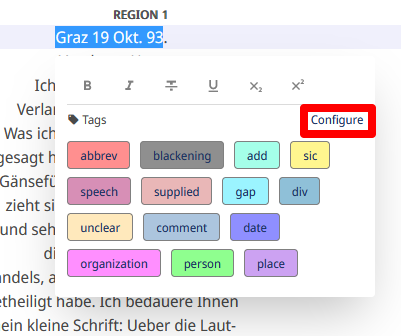 REGION 1
Graz 19 Okt. 93.
B I T U X₂ X²
Ich
Tags Configure
Verlan
abbrev blackening add sic
Was ich
gesagt h
speech supplied gap div
Gänsefü
zieht si
unclear comment date
und seh
di
organization person place
andels, a
etheiligt habe. Ich bedauere Ihnen
ein kleine Schrift: Ueber die Laut-